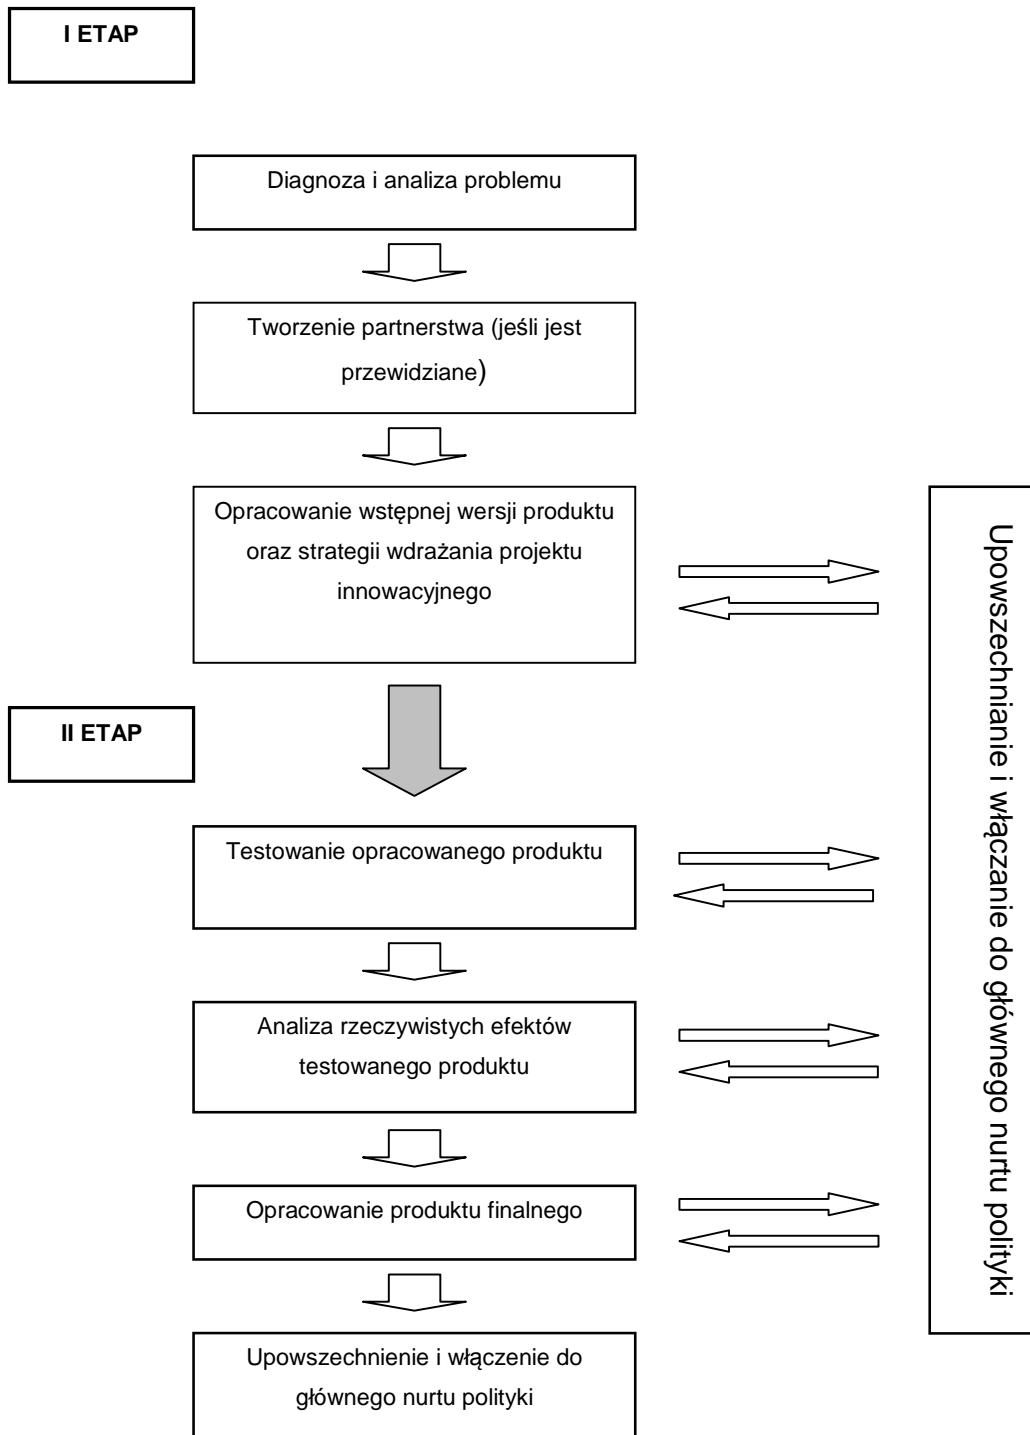 I ETAP
Diagnoza i analiza problemu
Tworzenie partnerstwa (jeśli jest
przewidziane)
Opracowanie wstępnej wersji produktu
oraz strategii wdrażania projektu
innowacyjnego
II ETAP
Testowanie opracowanego produktu
Analiza rzeczywistych efektów
testowanego produktu
Opracowanie produktu finalnego
Upowszechnienie i włączenie do
głównego nurtu polityki
Upowszechnianie i włączanie do głównego nurtu polityki